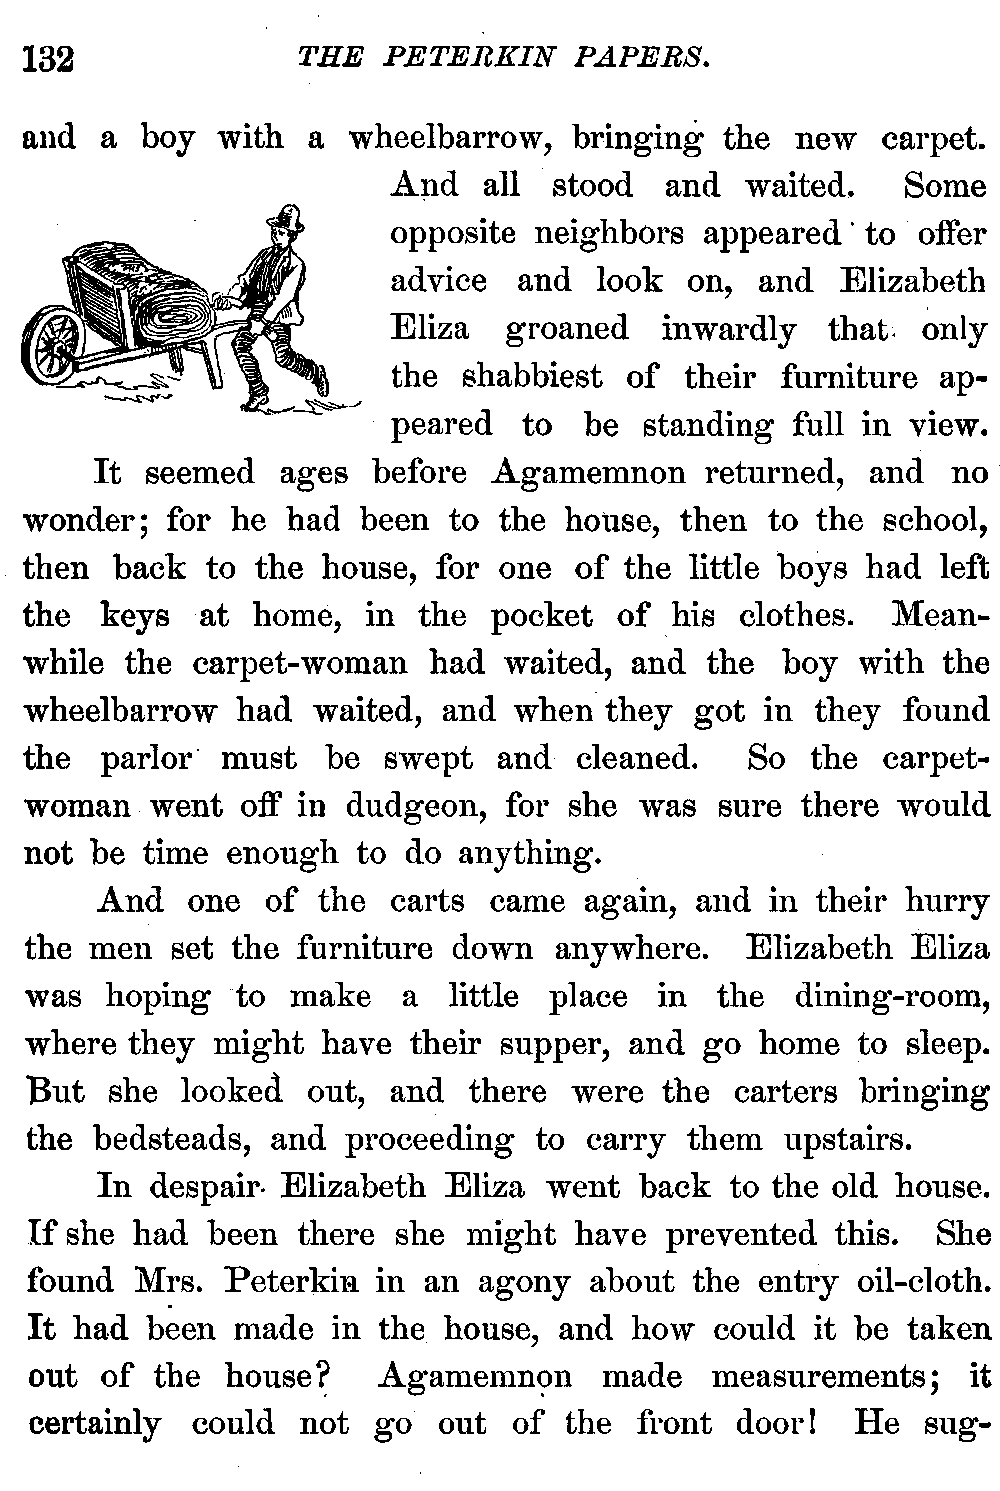 132 THE PETERKIN PAPERS.
and a boy with a wheelbarrow, bringing the new carpet.
And all stood and waited. Some
opposite neighbors appeared to offer
advice and look on, and Elizabeth
Eliza groaned inwardly that only
the shabbiest of their furniture ap-
peared to be standing full in view.
It seemed ages before Agamemnon returned, and no
wonder; for he had been to the house, then to the school,
then back to the house, for one of the little boys had left
the keys at home, in the pocket of his clothes. Mean-
while the carpet-woman had waited, and the boy with the
wheelbarrow had waited, and when they got in they found
the parlor must be swept and cleaned. So the carpet-
woman went off in dudgeon, for she was sure there would
not be time enough to do anything.
And one of the carts came again, and in their hurry
the men set the furniture down anywhere. Elizabeth Eliza
was hoping to make a little place in the dining-room,
where they might have their supper, and go home to sleep.
But she looked out, and there were the carters bringing
the bedsteads, and proceeding to carry them upstairs.
In despair Elizabeth Eliza went back to the old house.
If she had been there she might have prevented this. She
found Mrs. Peterkin in an agony about the entry oil-cloth.
It had been made in the house, and how could it be taken
out of the house? Agamemnon made measurements; it
certainly could not go out of the front door! He sug-